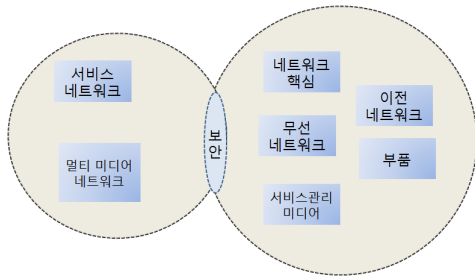 서비스
네트워크
멀티 미디어
네트워크
보
안
네트워크
핵심
무선
네트워크
서비스관리
미디어
이전
네트워크
부품